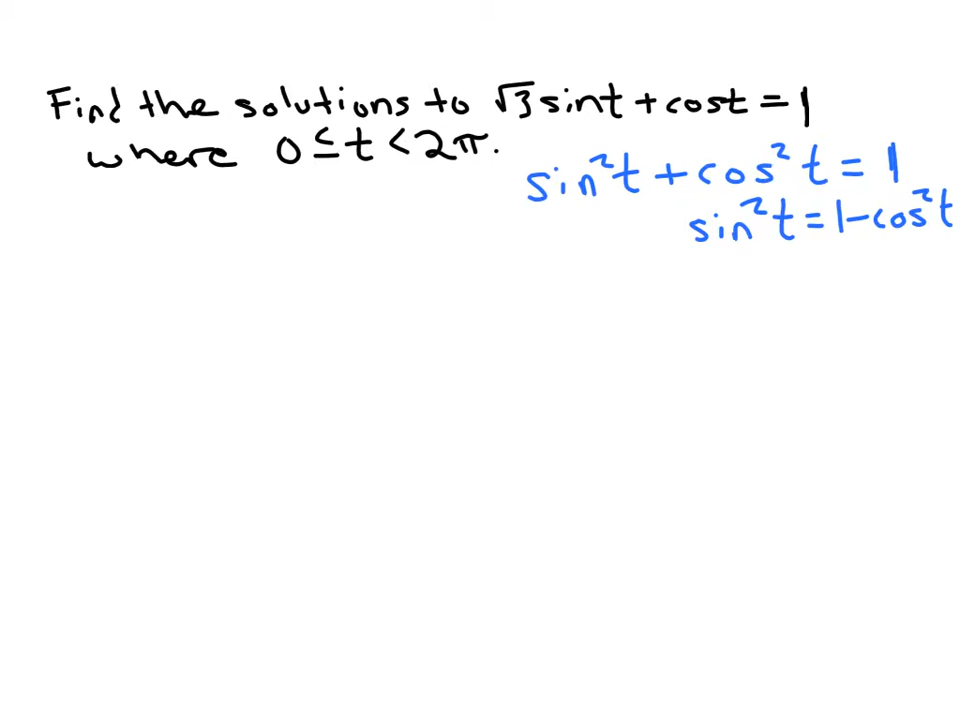 Find the solutions to √3 sint + cost = 1
where 0 ≤ t < 2π.
sin²t + cos²t = 1
sin²t = 1 - cos²t